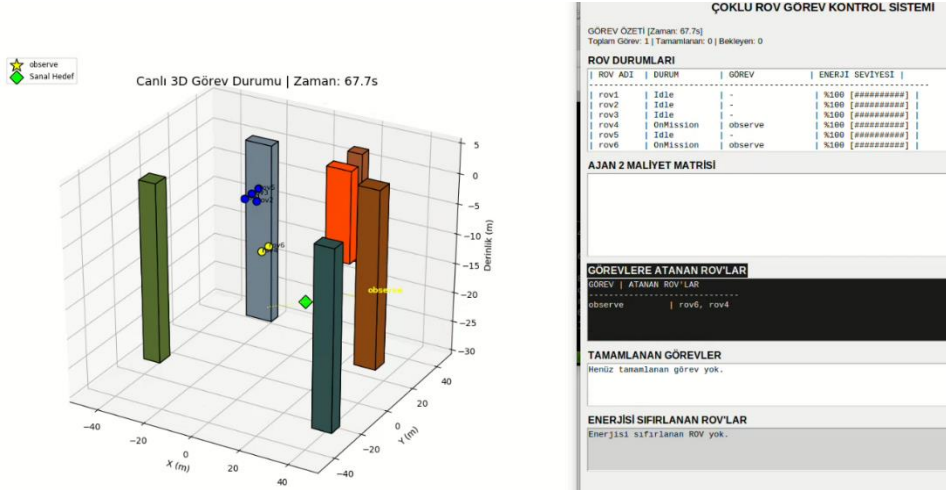 observe
Sanal Hedef
Canlı 3D Görev Durumu | Zaman: 67.7s
5
0
−5
−10
−15
−20
−25
−30
Derinlik (m)
rov6
observe
−40
−20
0
20
40
X (m)
−40
−20
0
20
40
Y (m)
ÇOKLU ROV GÖREV KONTROL SİSTEMİ
GÖREV ÖZETİ [Zaman: 67.7s]
Toplam Görev: 1 | Tamamlanan: 0 | Bekleyen: 0
ROV DURUMLARI
| ROV ADI | DURUM | GÖREV | ENERJİ SEVİYESİ |
| rov1 | Idle | - | %100 [##########] |
| rov2 | Idle | - | %100 [##########] |
| rov3 | Idle | - | %100 [##########] |
| rov4 | OnMission | observe | %100 [##########] |
| rov5 | Idle | - | %100 [##########] |
| rov6 | OnMission | observe | %100 [##########] |
AJAN 2 MALİYET MATRİSİ
GÖREVLERE ATANAN ROV'LAR
GÖREV | ATANAN ROV'LAR
observe | rov6, rov4
TAMAMLANAN GÖREVLER
Henüz tamamlanan görev yok.
ENERJİSİ SIFIRLANAN ROV'LAR
Enerjisi sıfırlanan ROV yok.